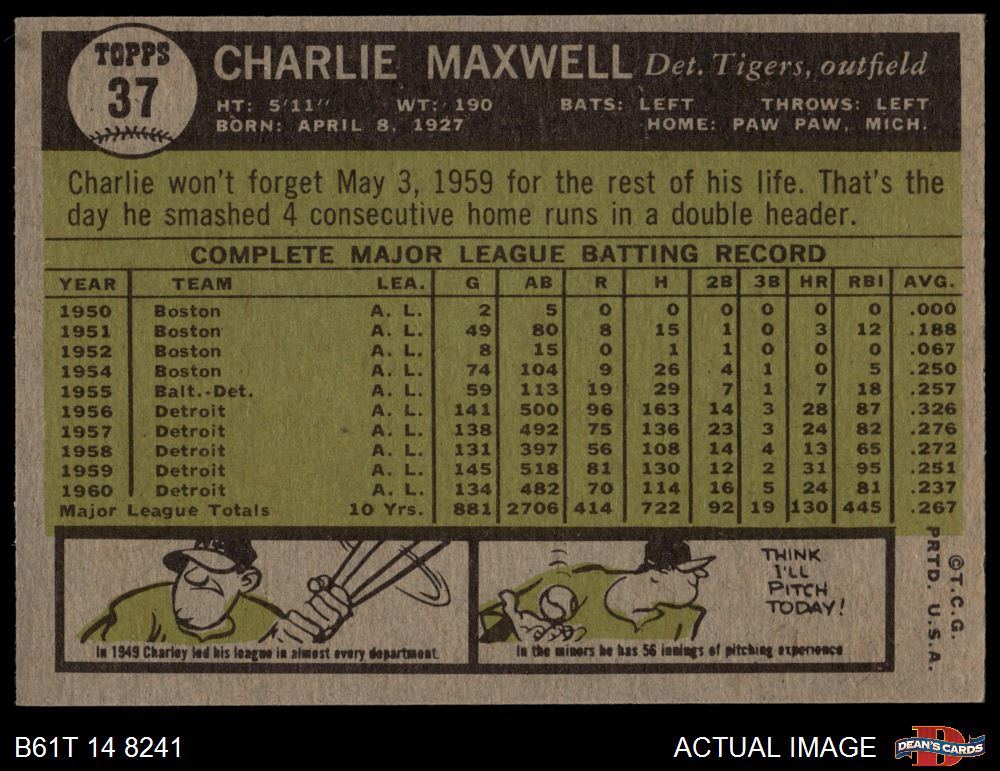 TOPPS
37
CHARLIE MAXWELL Det. Tigers, outfield
HT: 5'11" WT: 190 BATS: LEFT THROWS: LEFT
BORN: APRIL 8, 1927 HOME: PAW PAW, MICH.
Charlie won't forget May 3, 1959 for the rest of his life. That's the
day he smashed 4 consecutive home runs in a double header.
COMPLETE MAJOR LEAGUE BATTING RECORD
YEAR TEAM LEA. G AB R H 2B 3B HR RBI AVG.
1950 Boston A. L. 2 5 0 0 0 0 0 0 .000
1951 Boston A. L. 49 80 8 15 1 0 3 12 .188
1952 Boston A. L. 8 15 0 1 1 0 0 0 .067
1954 Boston A. L. 74 104 9 26 4 1 0 5 .250
1955 Balt.-Det. A. L. 59 113 19 29 7 1 7 18 .257
1956 Detroit A. L. 141 500 96 163 14 3 28 87 .326
1957 Detroit A. L. 138 492 75 136 23 3 24 82 .276
1958 Detroit A. L. 131 397 56 108 14 4 13 65 .272
1959 Detroit A. L. 145 518 81 130 12 2 31 95 .251
1960 Detroit A. L. 134 482 70 114 16 5 24 81 .237
Major League Totals 10 Yrs. 881 2706 414 722 92 19 130 445 .267
THINK
I'LL
PITCH
TODAY!
In 1949 Charley led his league in almost every department.
In the minors he has 56 innings of pitching experience
©T.C.G.
PRTD. U.S.A.
B61T 14 8241
ACTUAL IMAGE
DEAN'S CARDS